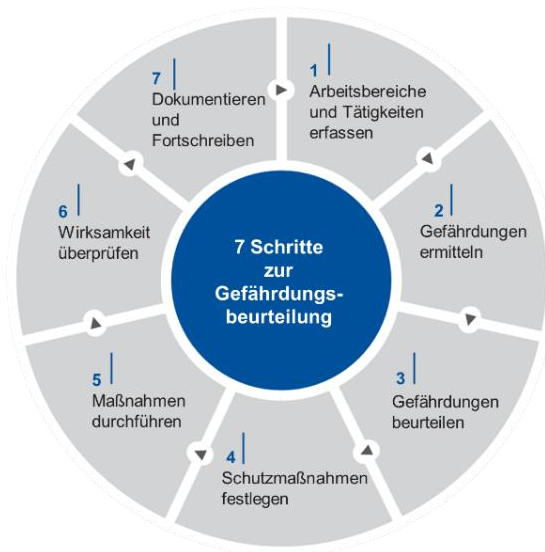 7 Schritte
zur
Gefährdungs-
beurteilung
1
Arbeitsbereiche
und Tätigkeiten
erfassen
2
Gefährdungen
ermitteln
3
Gefährdungen
beurteilen
4
Schutzmaßnahmen
festlegen
5
Maßnahmen
durchführen
6
Wirksamkeit
überprüfen
7
Dokumentieren
und
Fortschreiben